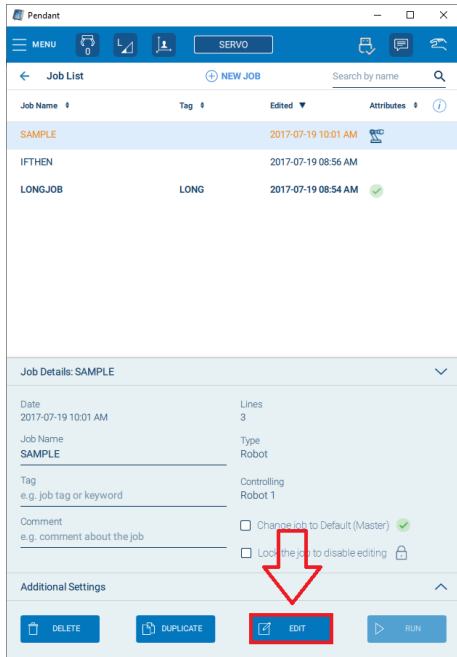 Pendant
MENU 0 SERVO
Job List NEW JOB Search by name
Job Name Tag Edited Attributes i
SAMPLE 2017-07-19 10:01 AM
IFTHEN 2017-07-19 08:56 AM
LONGJOB LONG 2017-07-19 08:54 AM
Job Details: SAMPLE
Date Lines
2017-07-19 10:01 AM 3
Job Name Type
SAMPLE Robot
Tag Controlling
e.g. job tag or keyword Robot 1
Comment Change job to Default (Master)
e.g. comment about the job Lock the job to disable editing
Additional Settings
DELETE DUPLICATE EDIT RUN